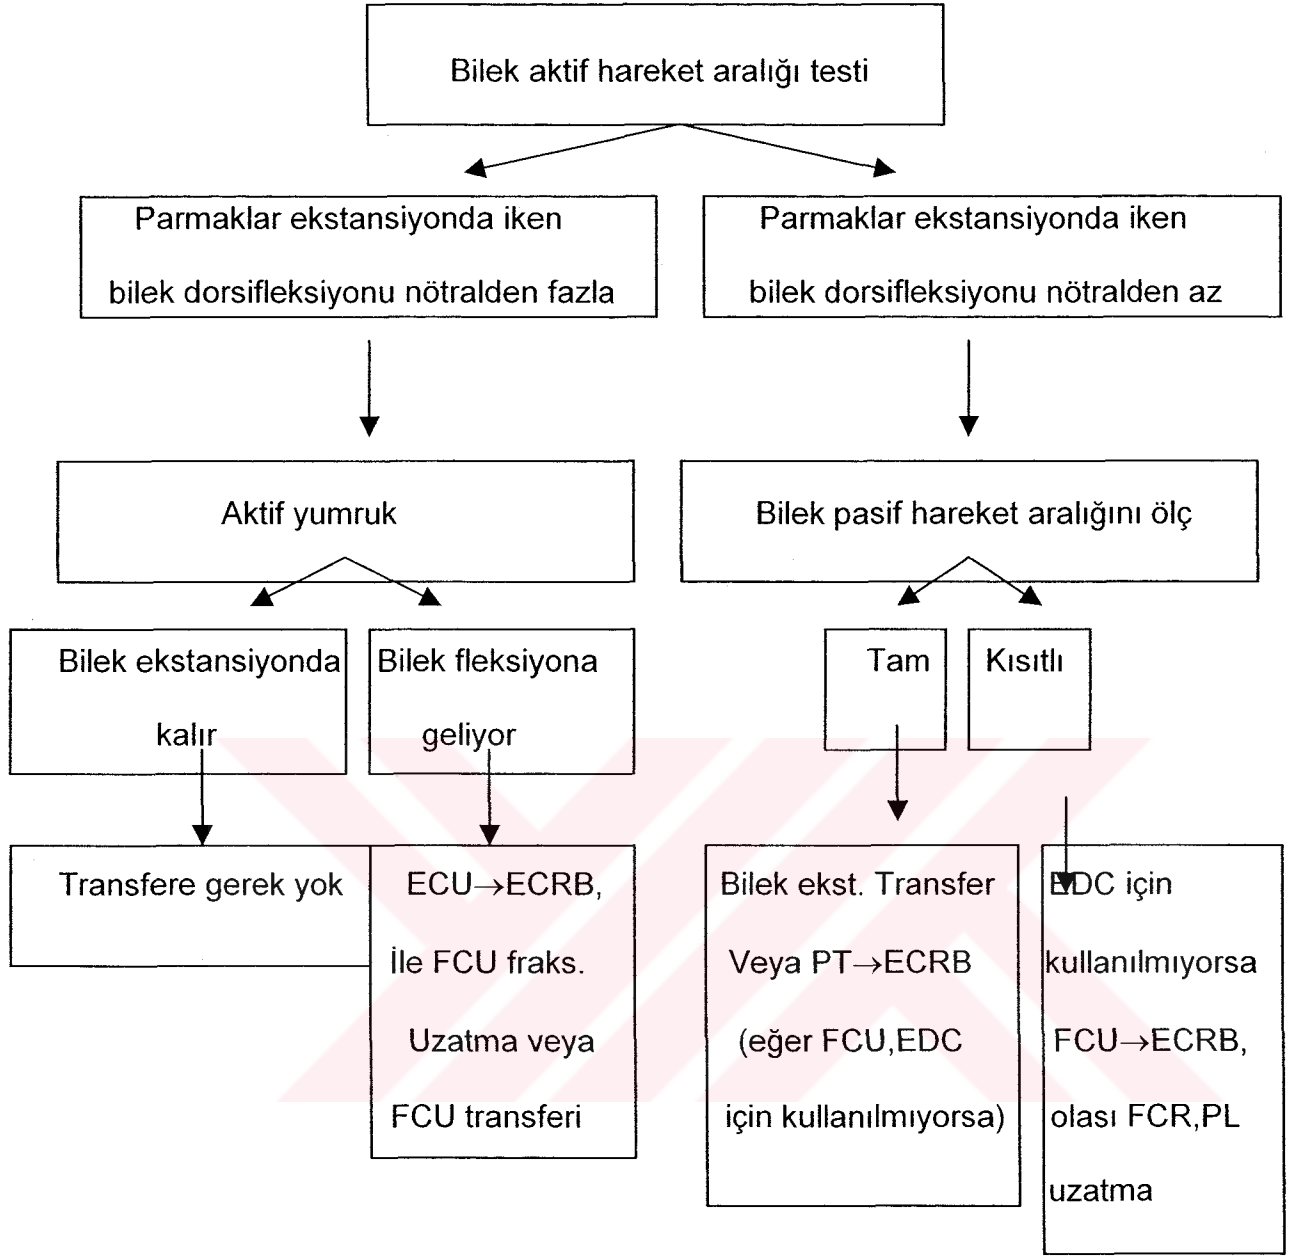 Bilek aktif hareket aralığı testi
Parmaklar ekstansiyonda iken
bilek dorsifleksiyonu nötralden fazla
Parmaklar ekstansiyonda iken
bilek dorsifleksiyonu nötralden az
Aktif yumruk
Bilek pasif hareket aralığını ölç
Bilek ekstansiyonda
kalır
Bilek fleksiyona
geliyor
Tam
Kısıtlı
Transfere gerek yok
ECU→ECRB,
İle FCU fraks.
Uzatma veya
FCU transferi
Bilek ekst. Transfer
Veya PT→ECRB
(eğer FCU,EDC
için kullanılmıyorsa)
EDC için
kullanılmıyorsa
FCU→ECRB,
olası FCR,PL
uzatma